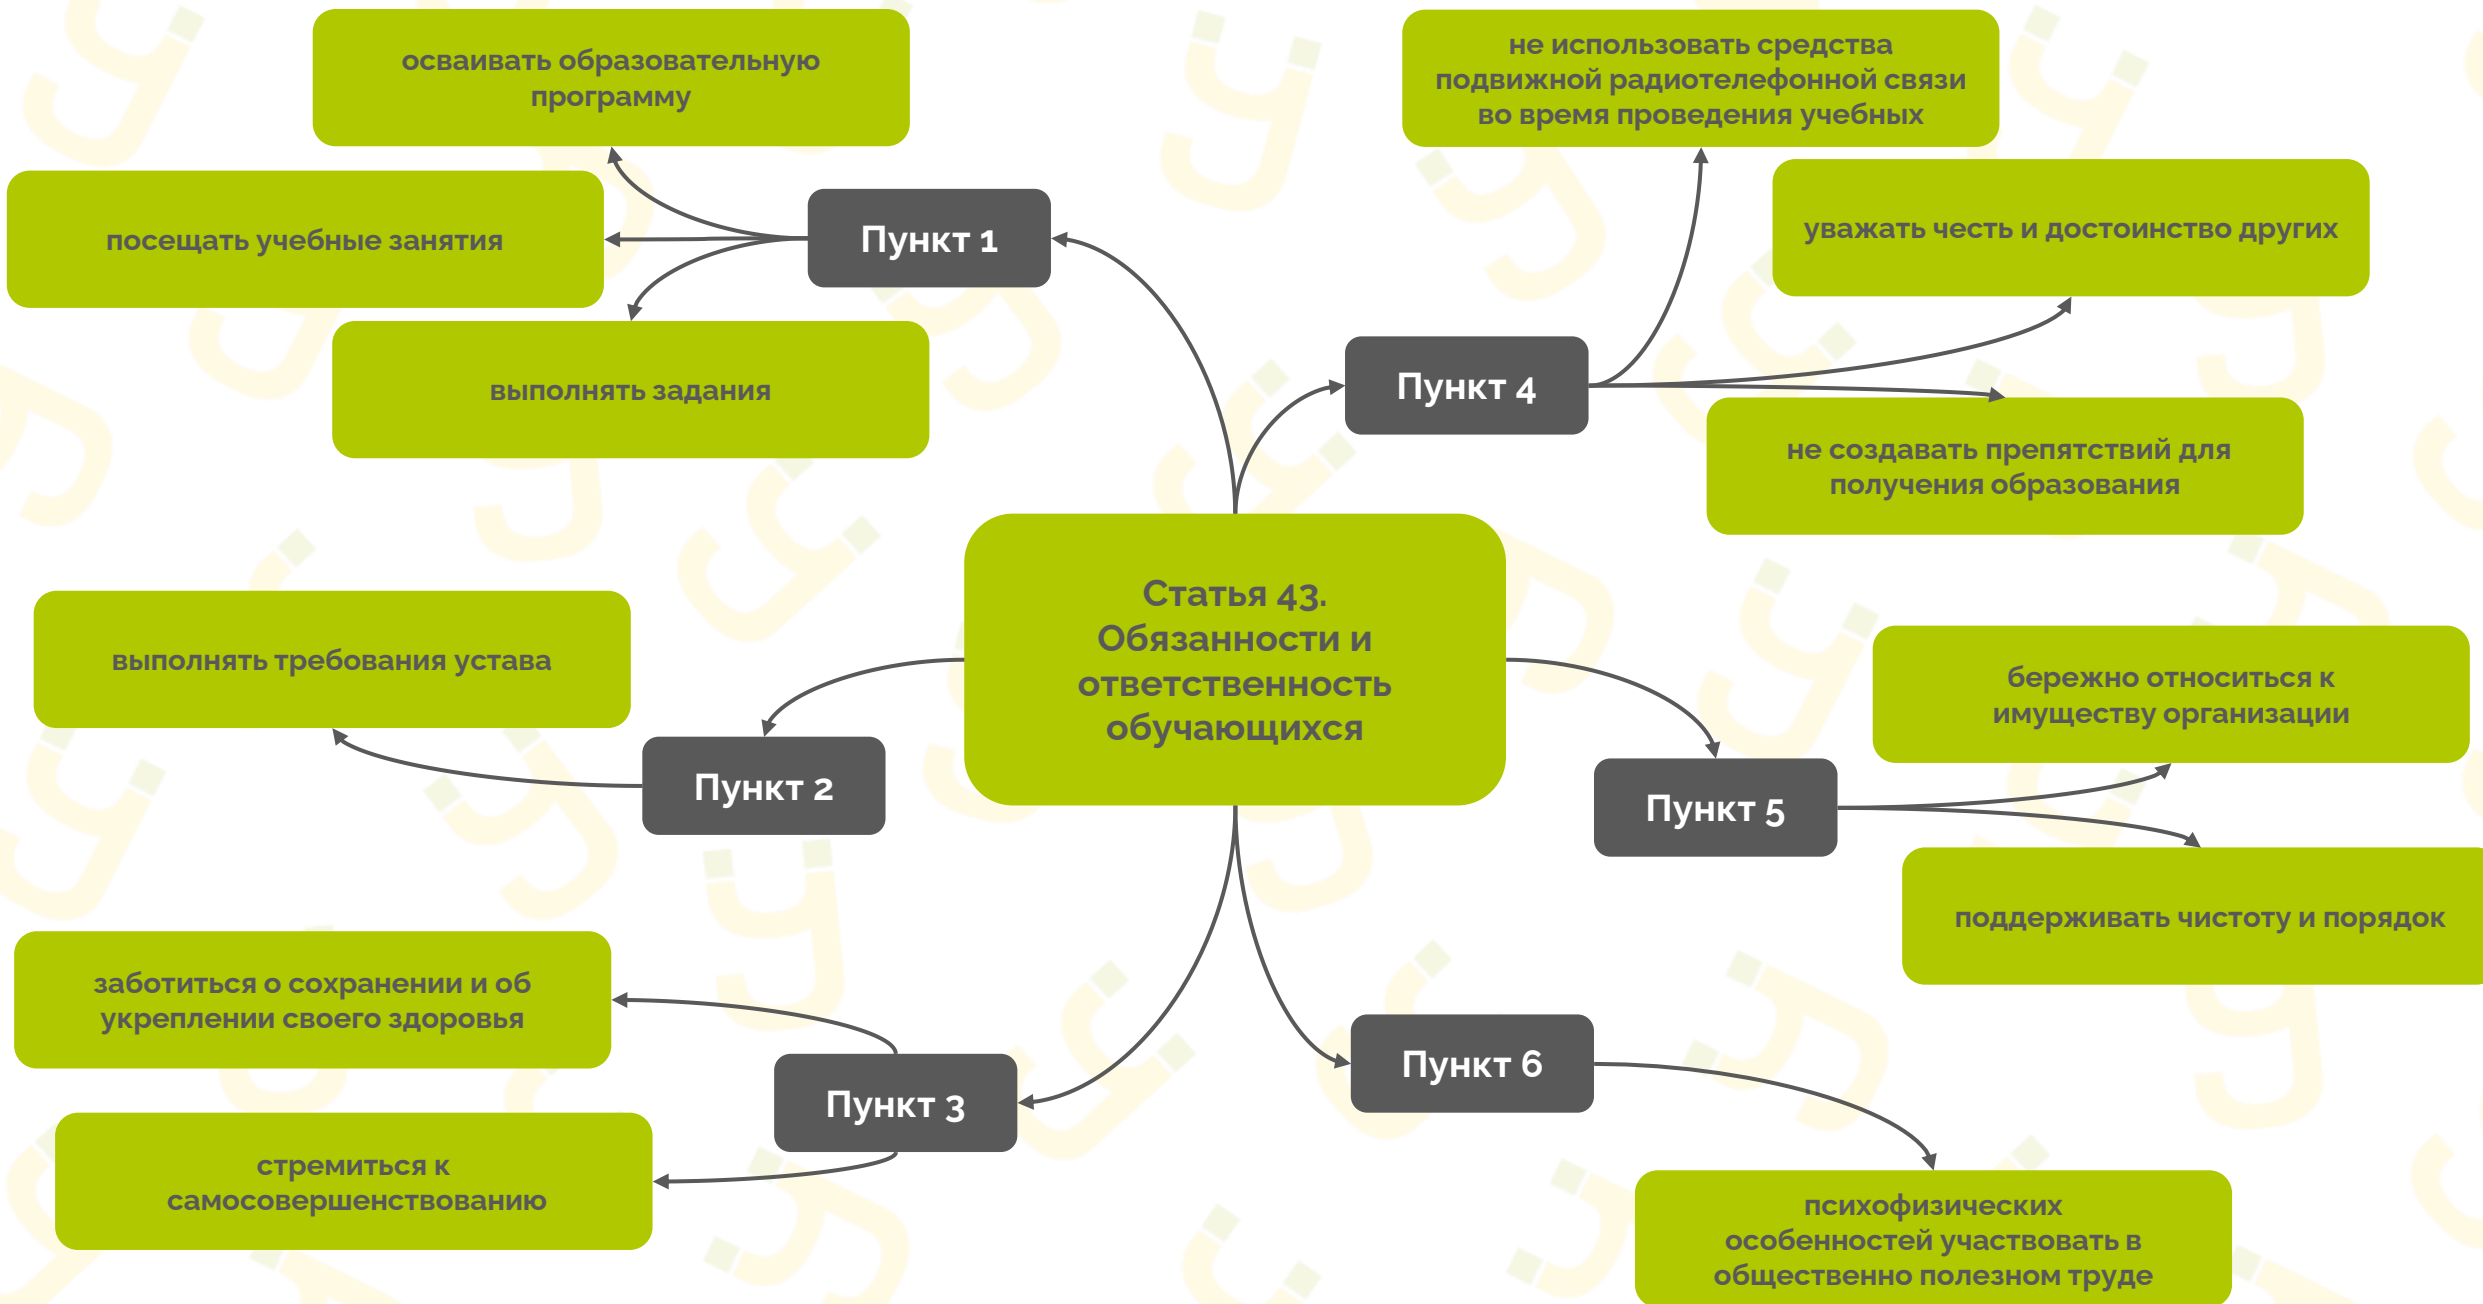 осваивать образовательную
программу
посещать учебные занятия
Пункт 1
выполнять задания
не использовать средства
подвижной радиотелефонной связи
во время проведения учебных
уважать честь и достоинство других
Пункт 4
не создавать препятствий для
получения образования
Статья 43.
Обязанности и
ответственность
обучающихся
выполнять требования устава
Пункт 2
бережно относиться к
имуществу организации
Пункт 5
поддерживать чистоту и порядок
заботиться о сохранении и об
укреплении своего здоровья
Пункт 3
стремиться к
самосовершенствованию
Пункт 6
психофизических
особенностей участвовать в
общественно полезном труде